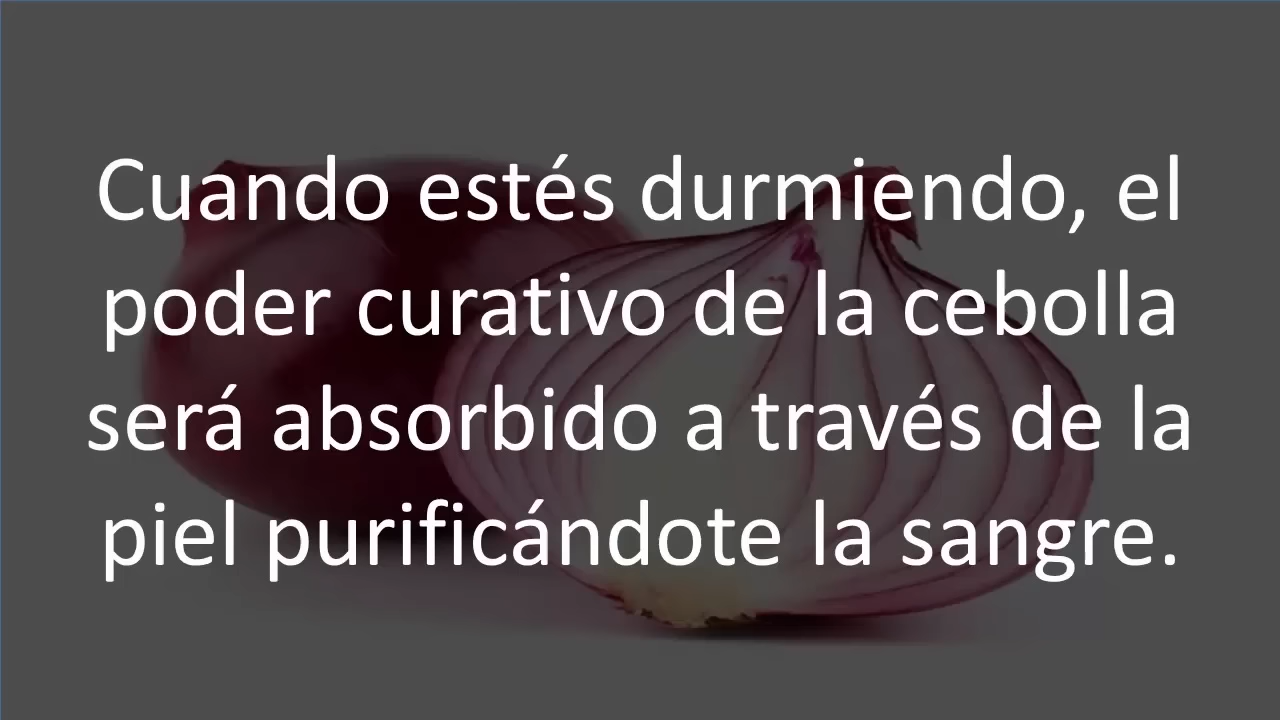 Cuando estés durmiendo, el
poder curativo de la cebolla
será absorbido a través de la
piel purificándote la sangre.